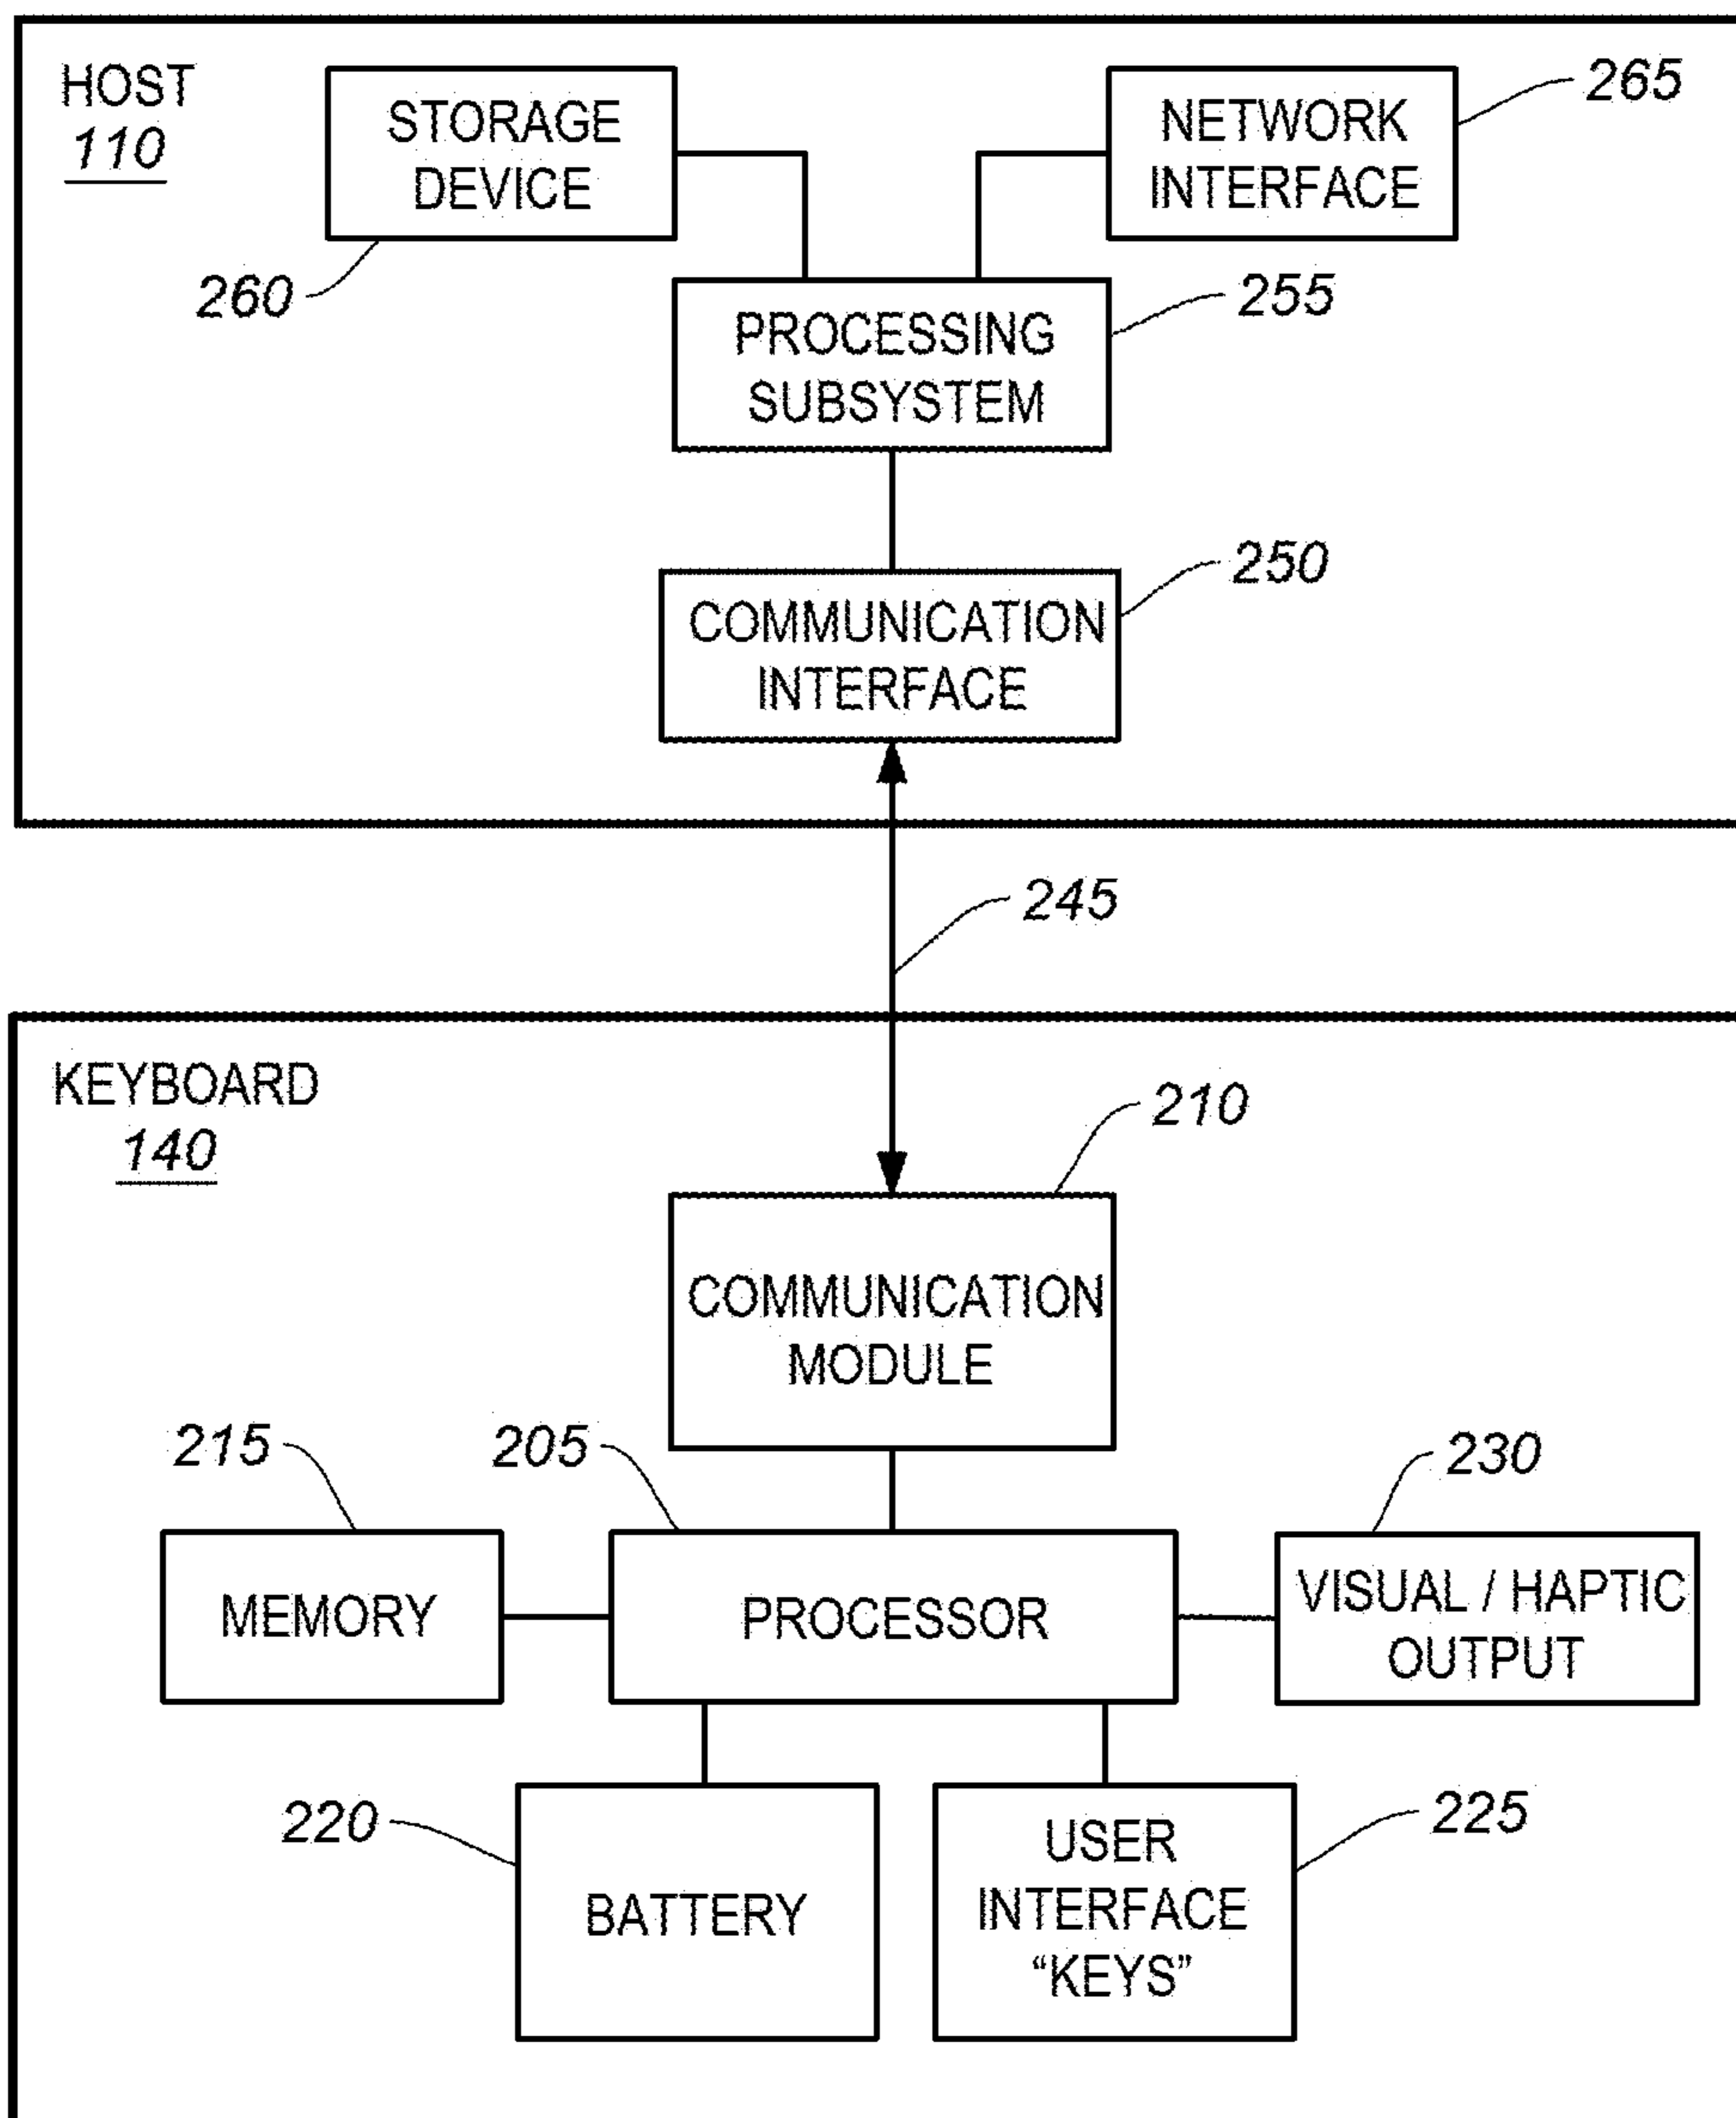 HOST
110
STORAGE
DEVICE
260
NETWORK
INTERFACE
265
PROCESSING
SUBSYSTEM
255
COMMUNICATION
INTERFACE
250
245
KEYBOARD
140
210
COMMUNICATION
MODULE
215
MEMORY
205
PROCESSOR
230
VISUAL / HAPTIC
OUTPUT
220
BATTERY
USER
INTERFACE
“KEYS”
225